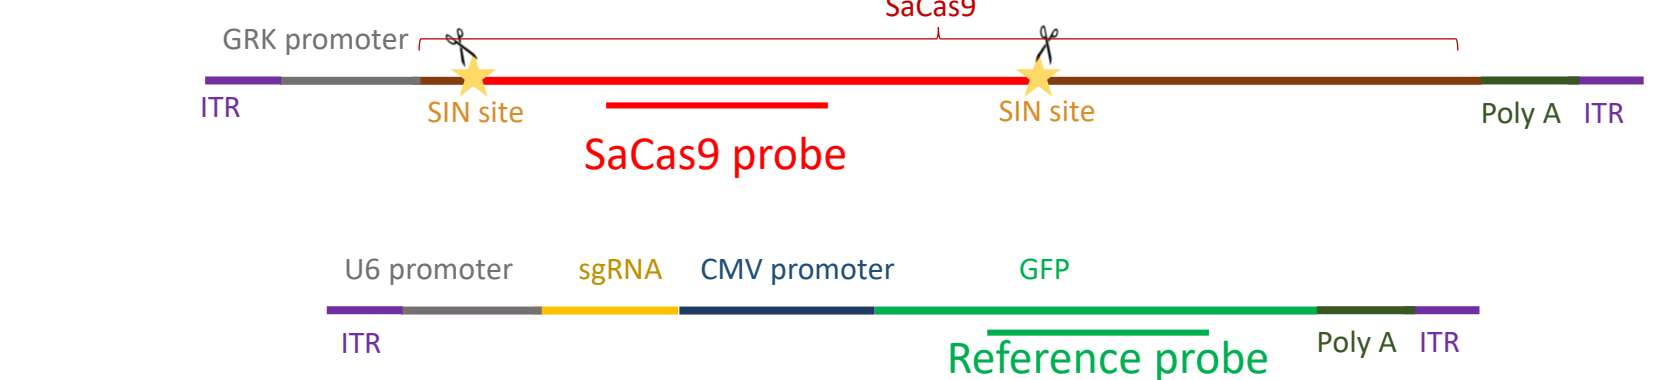 SaCas9
GRK promoter
ITR
SIN site
SIN site
Poly A
ITR
SaCas9 probe
U6 promoter
sgRNA
CMV promoter
GFP
ITR
Reference probe
Poly A
ITR